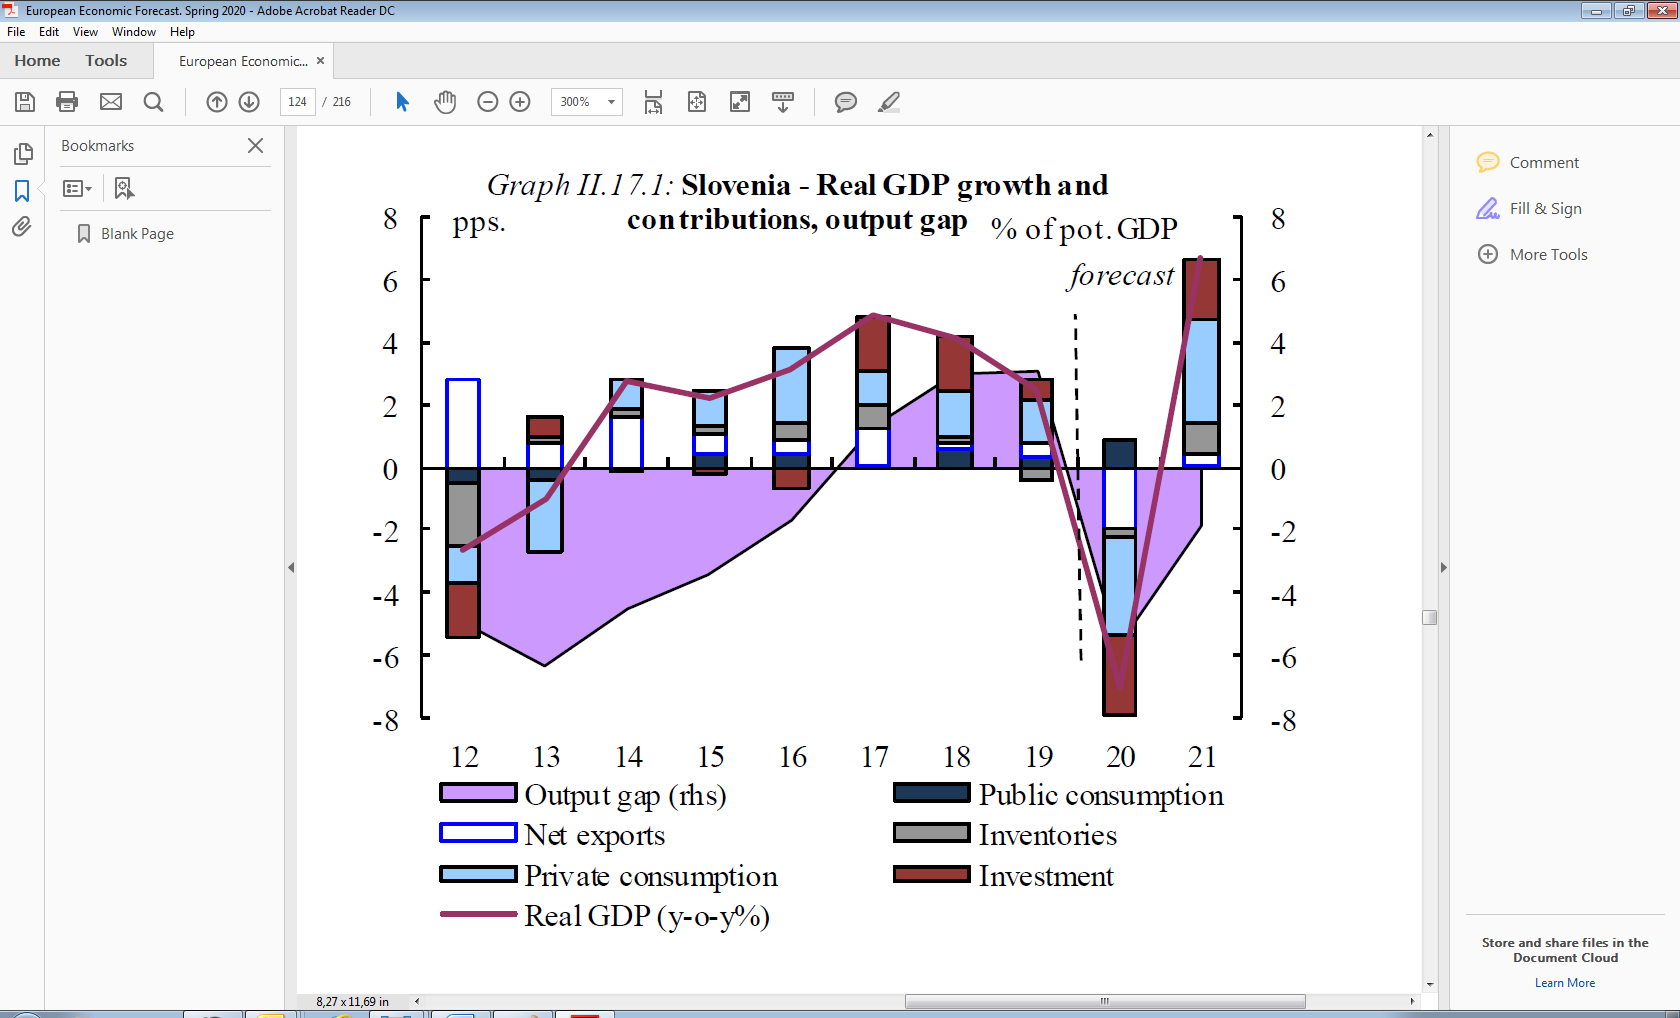 European Economic Forecast. Spring 2020 - Adobe Acrobat Reader DC
File Edit View Window Help
Home Tools European Economic... ×
124 / 216 300%
Bookmarks
Blank Page
Graph II.17.1: Slovenia - Real GDP growth and
contributions, output gap
pps.
% of pot. GDP
forecast
8 8
6 6
4 4
2 2
0 0
-2 -2
-4 -4
-6 -6
-8 -8
12 13 14 15 16 17 18 19 20 21
Output gap (rhs) Public consumption
Net exports Inventories
Private consumption Investment
Real GDP (y-o-y%)
Comment
Fill & Sign
More Tools
Store and share files in the
Document Cloud
Learn More
8,27 x 11,69 in